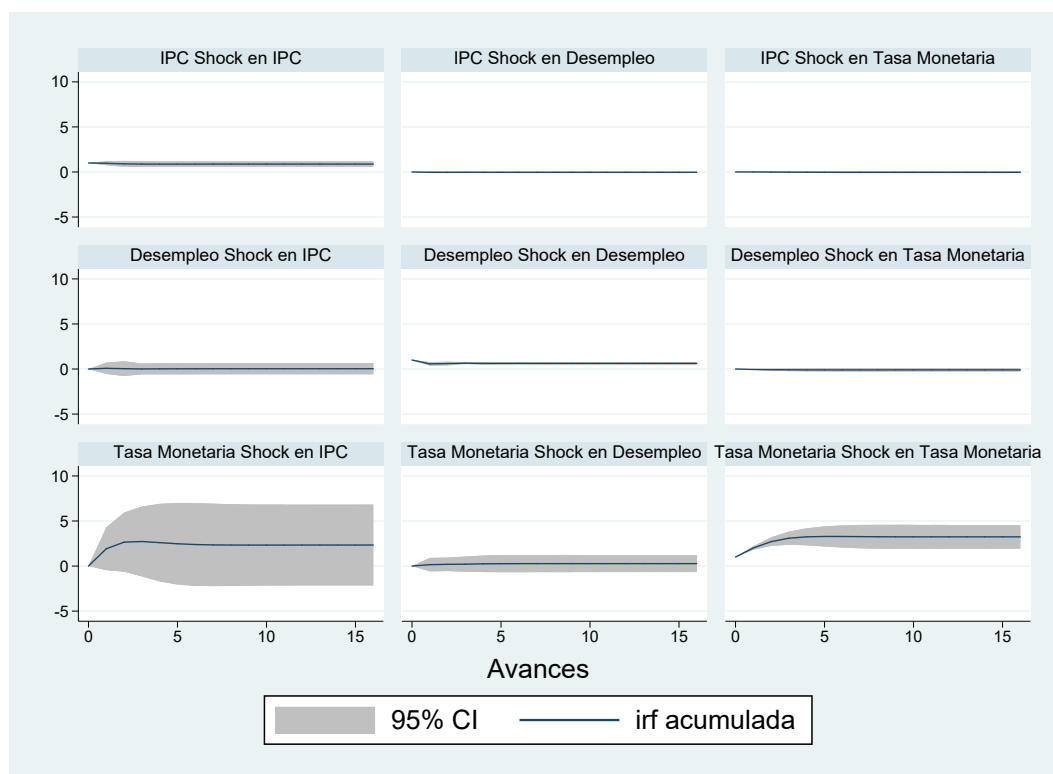 IPC Shock en IPC
IPC Shock en Desempleo
IPC Shock en Tasa Monetaria
10
5
0
-5
Desempleo Shock en IPC
Desempleo Shock en Desempleo
Desempleo Shock en Tasa Monetaria
10
5
0
-5
Tasa Monetaria Shock en IPC
Tasa Monetaria Shock en Desempleo
Tasa Monetaria Shock en Tasa Monetaria
10
5
0
-5
0 5 10 15
0 5 10 15
0 5 10 15
Avances
95% CI
irf acumulada